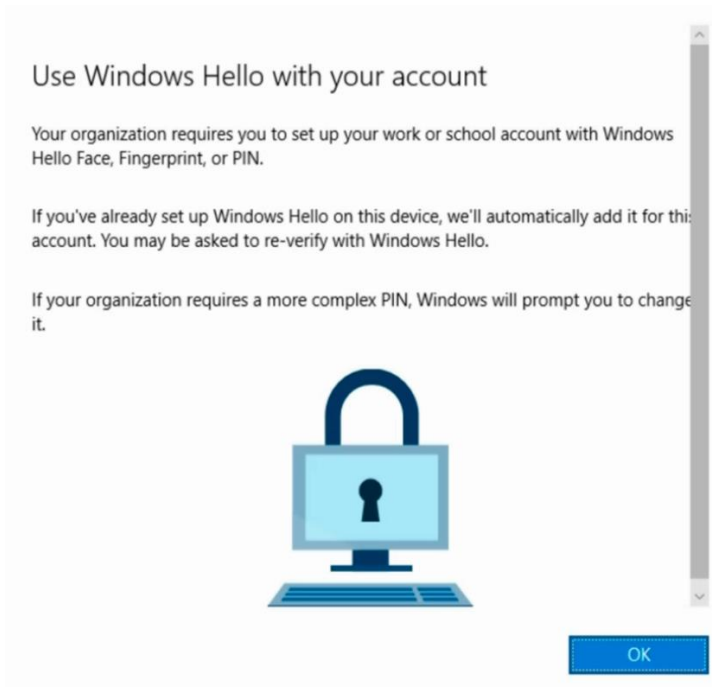 Use Windows Hello with your account
Your organization requires you to set up your work or school account with Windows
Hello Face, Fingerprint, or PIN.
If you've already set up Windows Hello on this device, we'll automatically add it for this
account. You may be asked to re-verify with Windows Hello.
If your organization requires a more complex PIN, Windows will prompt you to change
it.
OK